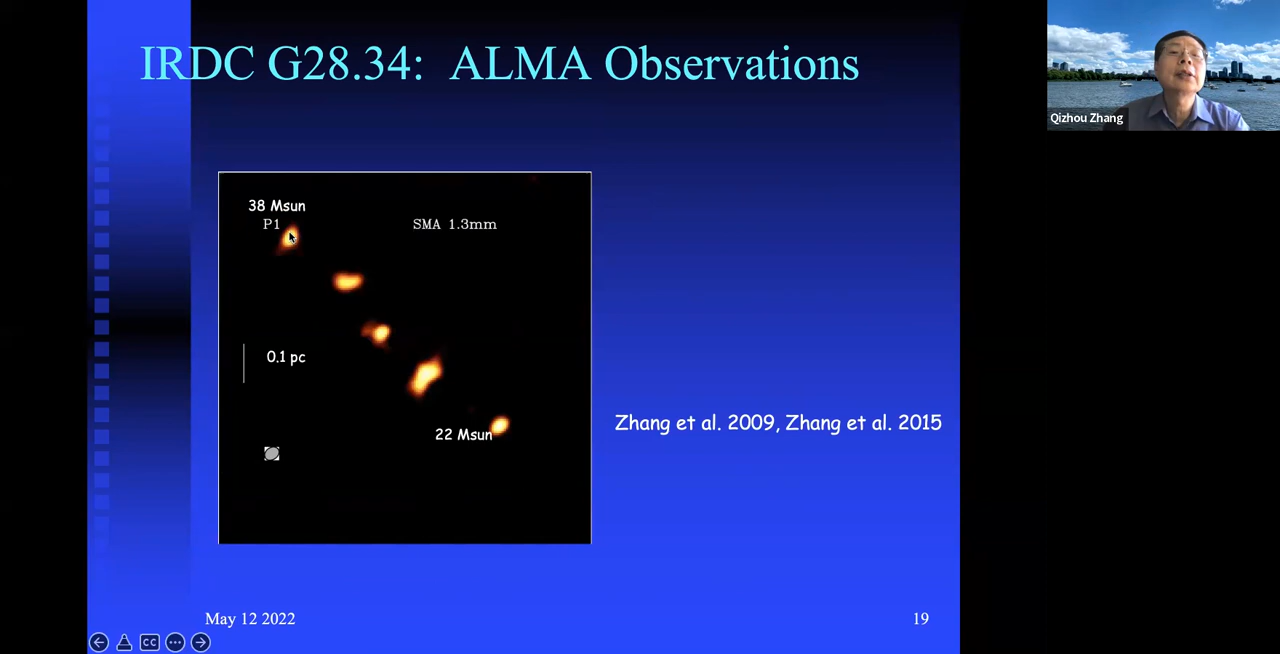 IRDC G28.34: ALMA Observations
38 Msun
P1
SMA 1.3mm
0.1 pc
22 Msun
Zhang et al. 2009, Zhang et al. 2015
May 12 2022
19
CC
Qizhou Zhang